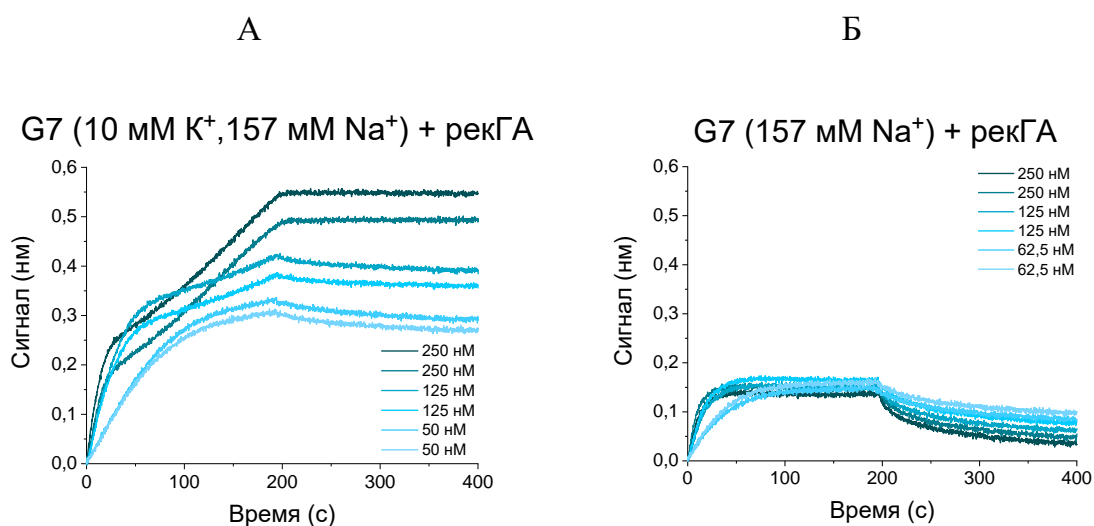 А
Б
G7 (10 мМ K⁺,157 мМ Na⁺) + рекГА
0,6
0,5
0,4
0,3
0,2
0,1
0,0
Сигнал (нм)
0 100 200 300 400
Время (с)
250 нМ
250 нМ
125 нМ
125 нМ
50 нМ
50 нМ
G7 (157 мМ Na⁺) + рекГА
0,6
0,5
0,4
0,3
0,2
0,1
0,0
Сигнал (нм)
0 100 200 300 400
Время (с)
250 нМ
250 нМ
125 нМ
125 нМ
62,5 нМ
62,5 нМ